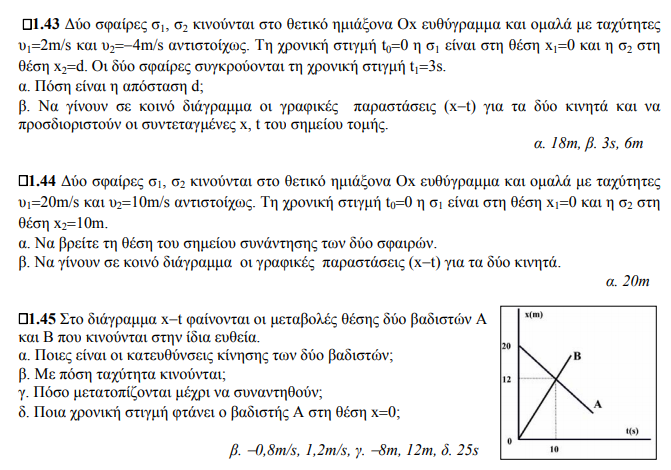 ☐1.43 Δύο σφαίρες σ₁, σ₂ κινούνται στο θετικό ημιάξονα Οx ευθύγραμμα και ομαλά με ταχύτητες
υ₁=2m/s και υ₂=−4m/s αντιστοίχως. Τη χρονική στιγμή t₀=0 η σ₁ είναι στη θέση x₁=0 και η σ₂ στη
θέση x₂=d. Οι δύο σφαίρες συγκρούονται τη χρονική στιγμή t₁=3s.
α. Πόση είναι η απόσταση d;
β. Να γίνουν σε κοινό διάγραμμα οι γραφικές παραστάσεις (x−t) για τα δύο κινητά και να
προσδιοριστούν οι συντεταγμένες x, t του σημείου τομής.
α. 18m, β. 3s, 6m
☐1.44 Δύο σφαίρες σ₁, σ₂ κινούνται στο θετικό ημιάξονα Οx ευθύγραμμα και ομαλά με ταχύτητες
υ₁=20m/s και υ₂=10m/s αντιστοίχως. Τη χρονική στιγμή t₀=0 η σ₁ είναι στη θέση x₁=0 και η σ₂ στη
θέση x₂=10m.
α. Να βρείτε τη θέση του σημείου συνάντησης των δύο σφαιρών.
β. Να γίνουν σε κοινό διάγραμμα οι γραφικές παραστάσεις (x−t) για τα δύο κινητά.
α. 20m
☐1.45 Στο διάγραμμα x−t φαίνονται οι μεταβολές θέσης δύο βαδιστών Α
και Β που κινούνται στην ίδια ευθεία.
α. Ποιες είναι οι κατευθύνσεις κίνησης των δύο βαδιστών;
β. Με πόση ταχύτητα κινούνται;
γ. Πόσο μετατοπίζονται μέχρι να συναντηθούν;
δ. Ποια χρονική στιγμή φτάνει ο βαδιστής Α στη θέση x=0;
β. −0,8m/s, 1,2m/s, γ. −8m, 12m, δ. 25s
x(m)
20
B
12
A
t(s)
0
10